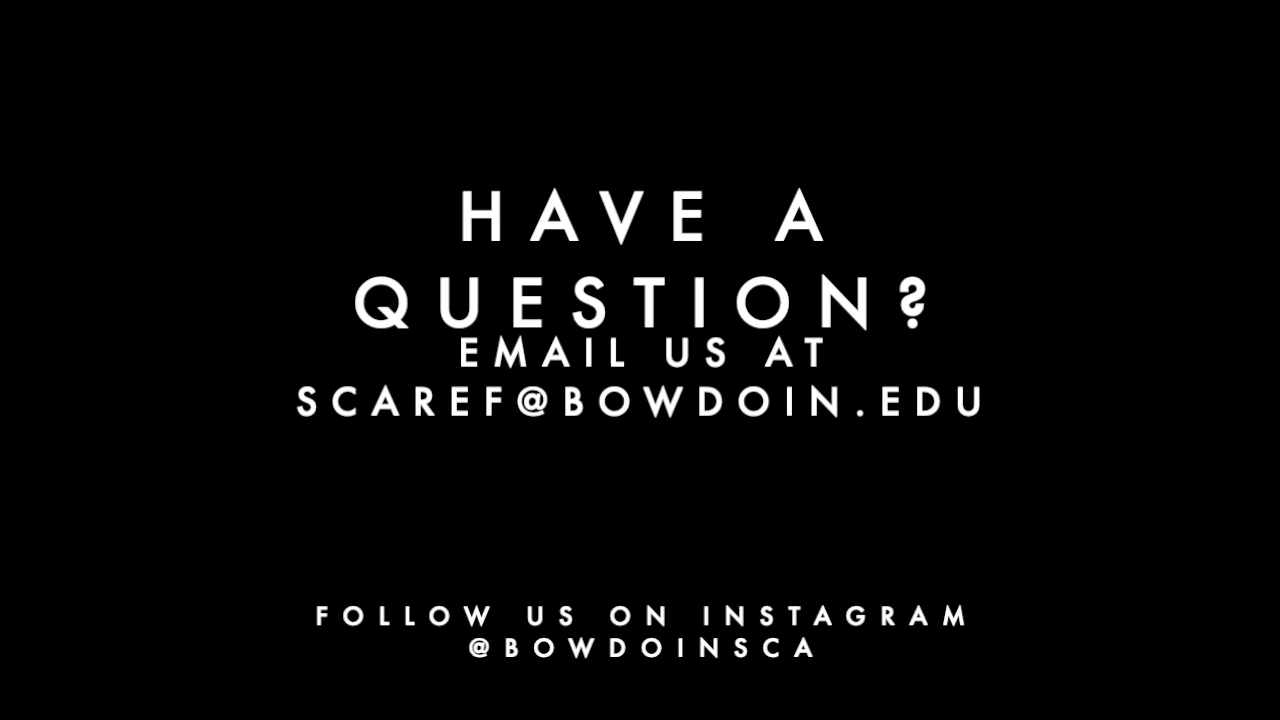 HAVE A
QUESTION?
EMAIL US AT
SCAREF@BOWDOIN.EDU
FOLLOW US ON INSTAGRAM
@BOWDOINSCA